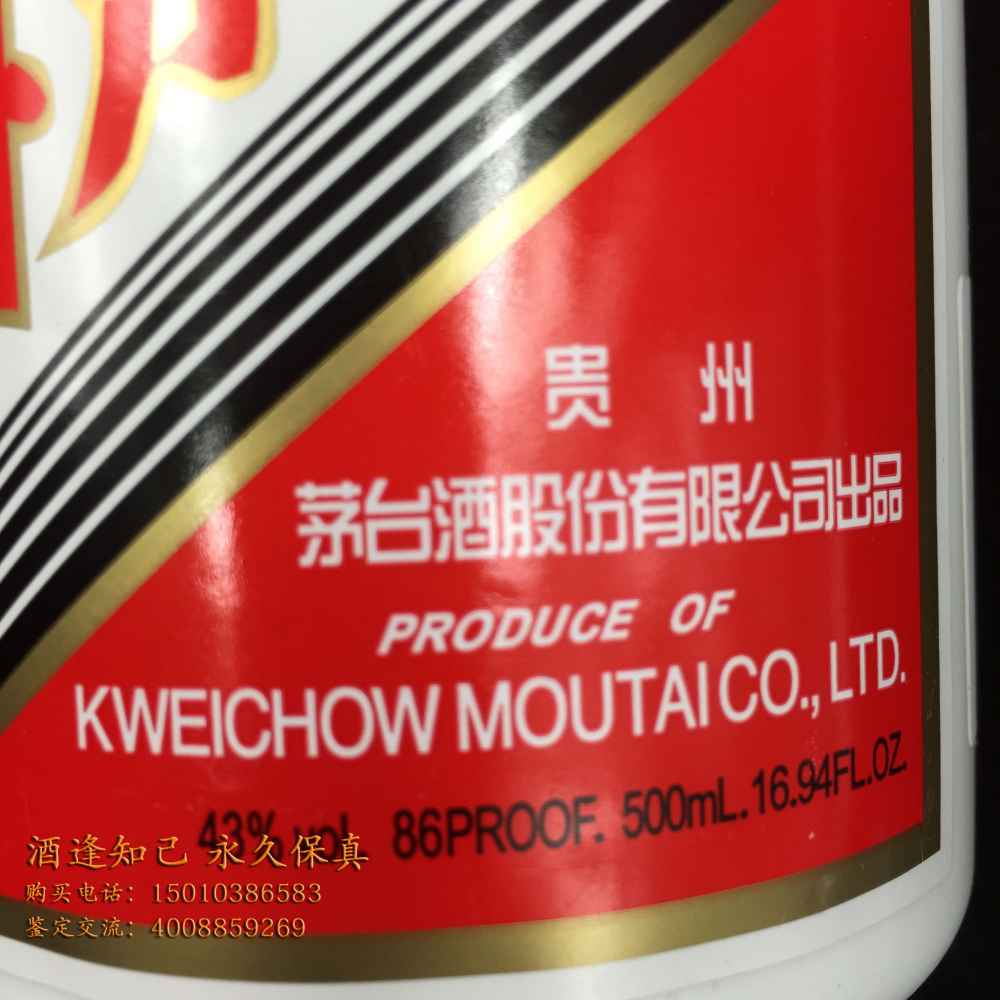 贵 州
茅台酒股份有限公司出品
PRODUCE OF
KWEICHOW MOUTAI CO., LTD.
43% vol. 86PROOF. 500mL. 16.94FL.OZ.
酒逢知己 永久保真
购买电话：15010386583
鉴定交流：4008859269